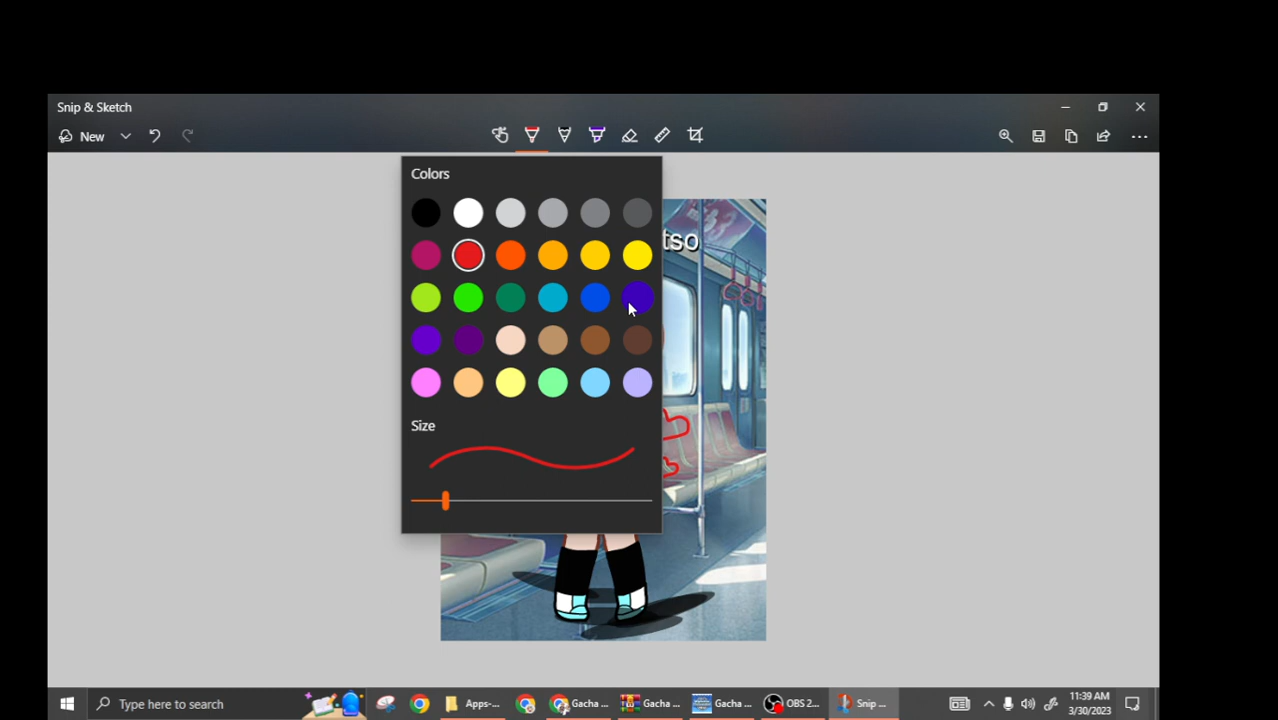 Snip & Sketch
New
Colors
tso
Size
Type here to search
Apps-...
Gacha ...
Gacha ...
Gacha ...
OBS 2...
Snip ...
11:39 AM
3/30/2023